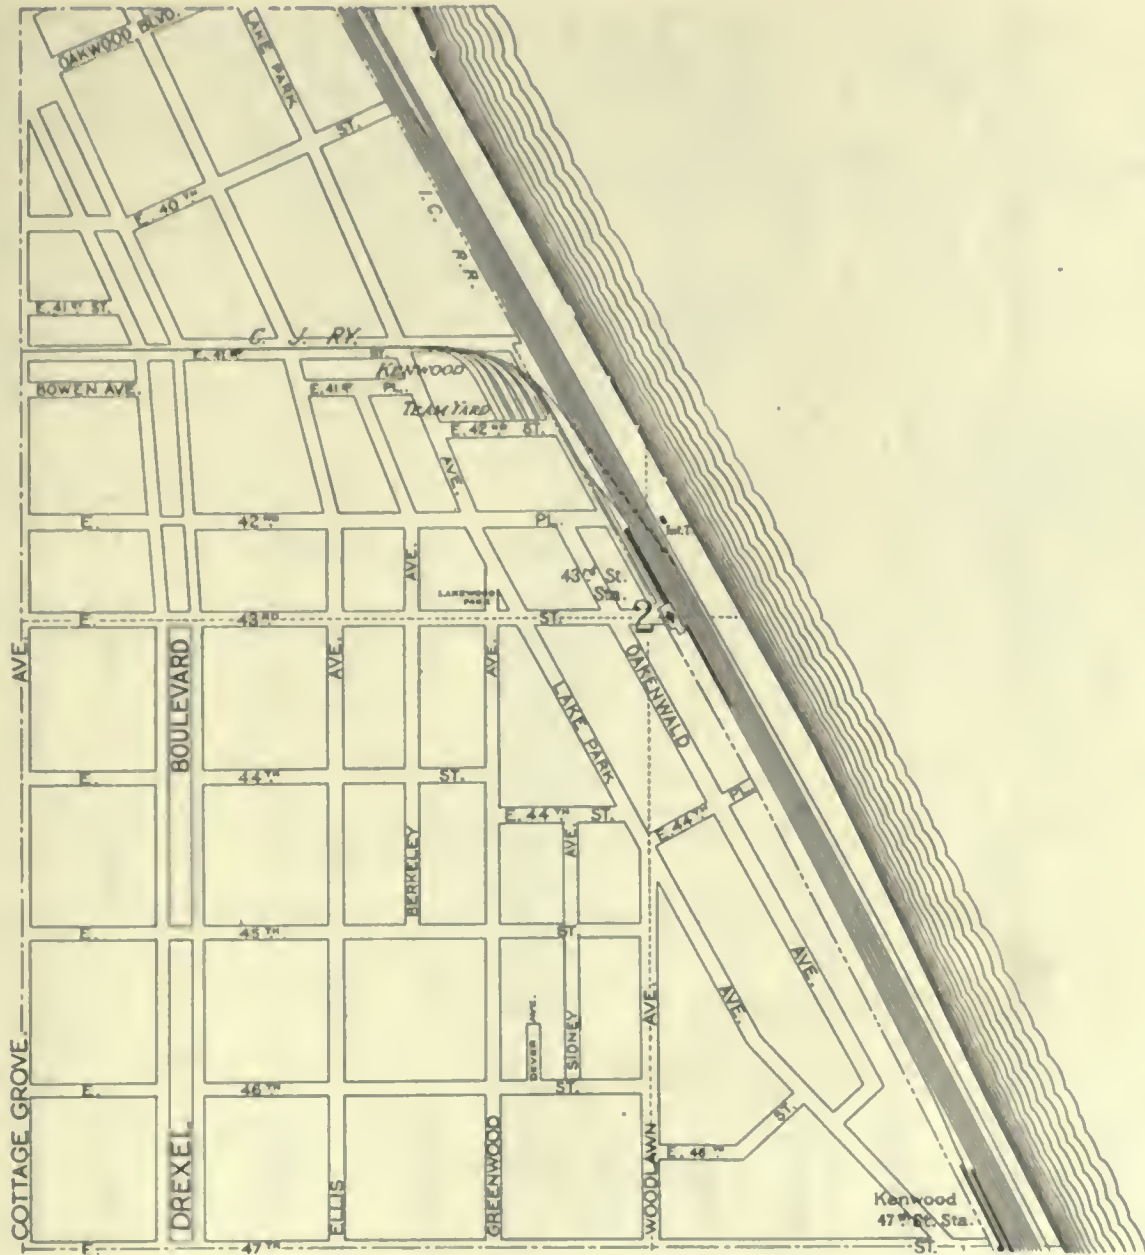 OAKWOOD BLVD.
LAKE PARK
E. 40TH ST.
I. C. R. R.
E. 41ST ST.
C. J. RY.
E. 41ST ST.
KENWOOD
TEAM YARD
BOWEN AVE.
E. 41ST PL.
E. 42ND ST.
AVE.
E. 42ND PL.
Int. T.
43RD St.
Sta.
AVE.
LAKEWOOD
PARK
2
E. 43RD ST.
AVE.
BOULEVARD
AVE.
AVE.
OAKENWALD
LAKE PARK
E. 44TH ST.
E. 44TH ST.
E. 44TH PL.
AVE.
BERKELEY
E. 45TH ST.
AVE.
AVE.
AVE.
DOVER AVE.
SIDNEY
COTTAGE GROVE
E. 46TH ST.
E. 46TH ST.
DREXEL
ELLIS
GREENWOOD
WOODLAWN
Kenwood
47TH St. Sta.
E. 47TH ST.